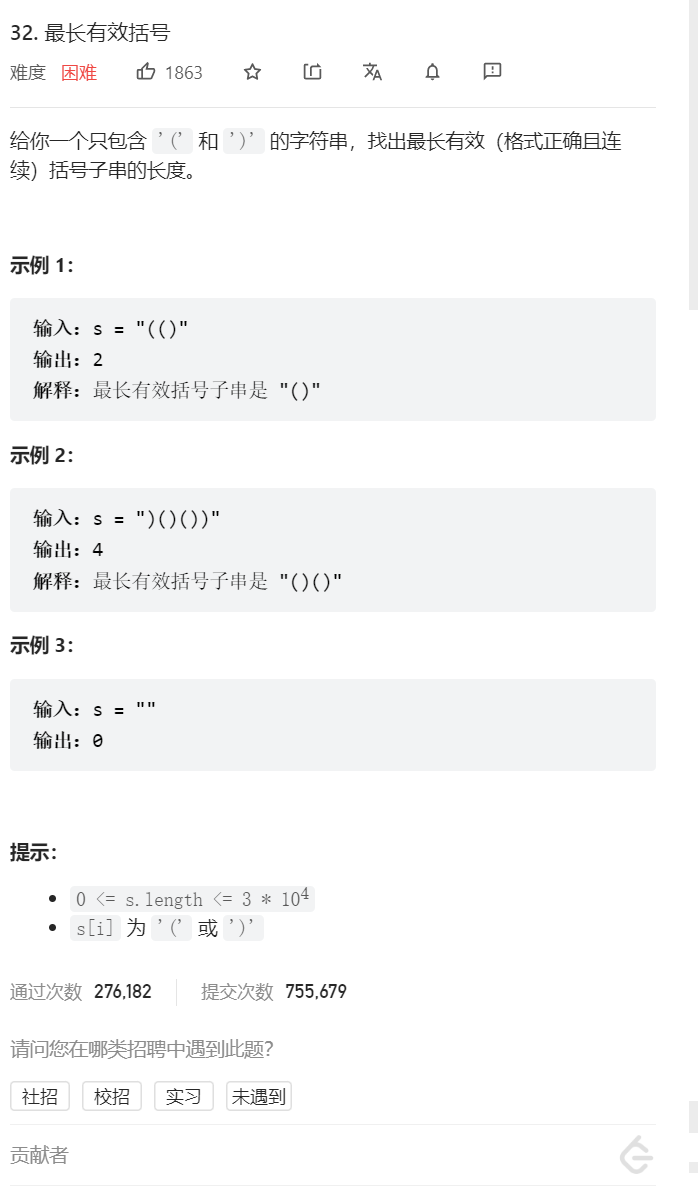 32. 最长有效括号
难度 困难 1863
给你一个只包含 '(' 和 ')' 的字符串，找出最长有效（格式正确且连
续）括号子串的长度。
示例 1：
输入：s = "(()"
输出：2
解释：最长有效括号子串是 "()"
示例 2：
输入：s = ")()())"
输出：4
解释：最长有效括号子串是 "()()"
示例 3：
输入：s = ""
输出：0
提示：
0 <= s.length <= 3 * 10⁴
s[i] 为 '(' 或 ')'
通过次数 276,182 提交次数 755,679
请问您在哪类招聘中遇到此题？
社招 校招 实习 未遇到
贡献者